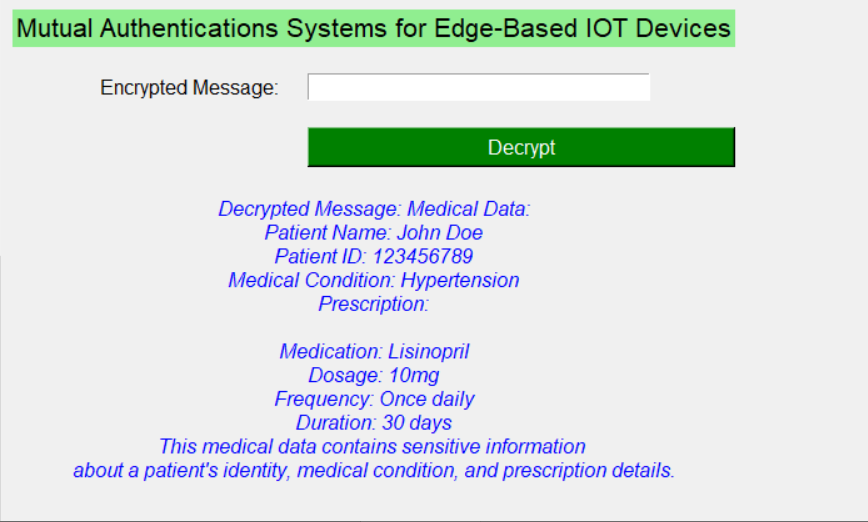 Mutual Authentications Systems for Edge-Based IOT Devices
Encrypted Message:
Decrypt
Decrypted Message: Medical Data:
Patient Name: John Doe
Patient ID: 123456789
Medical Condition: Hypertension
Prescription:
Medication: Lisinopril
Dosage: 10mg
Frequency: Once daily
Duration: 30 days
This medical data contains sensitive information
about a patient's identity, medical condition, and prescription details.